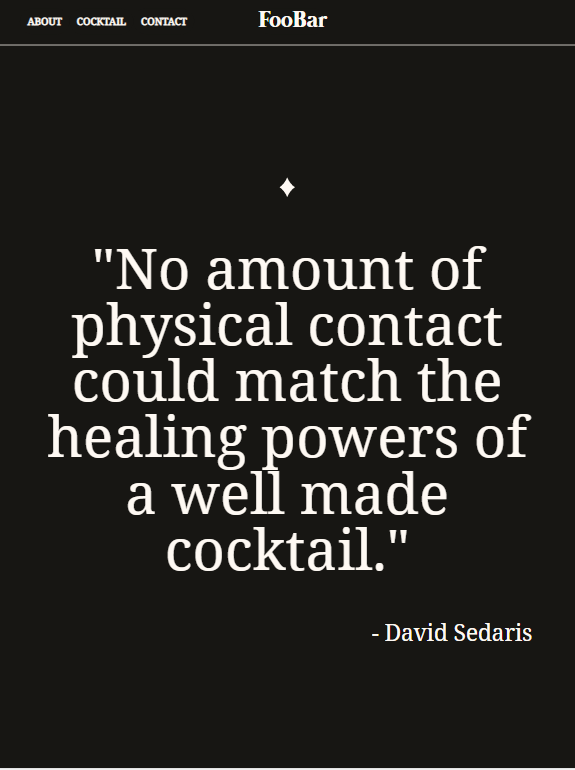 ABOUT COCKTAIL CONTACT FooBar
"No amount of
physical contact
could match the
healing powers of
a well made
cocktail."
- David Sedaris